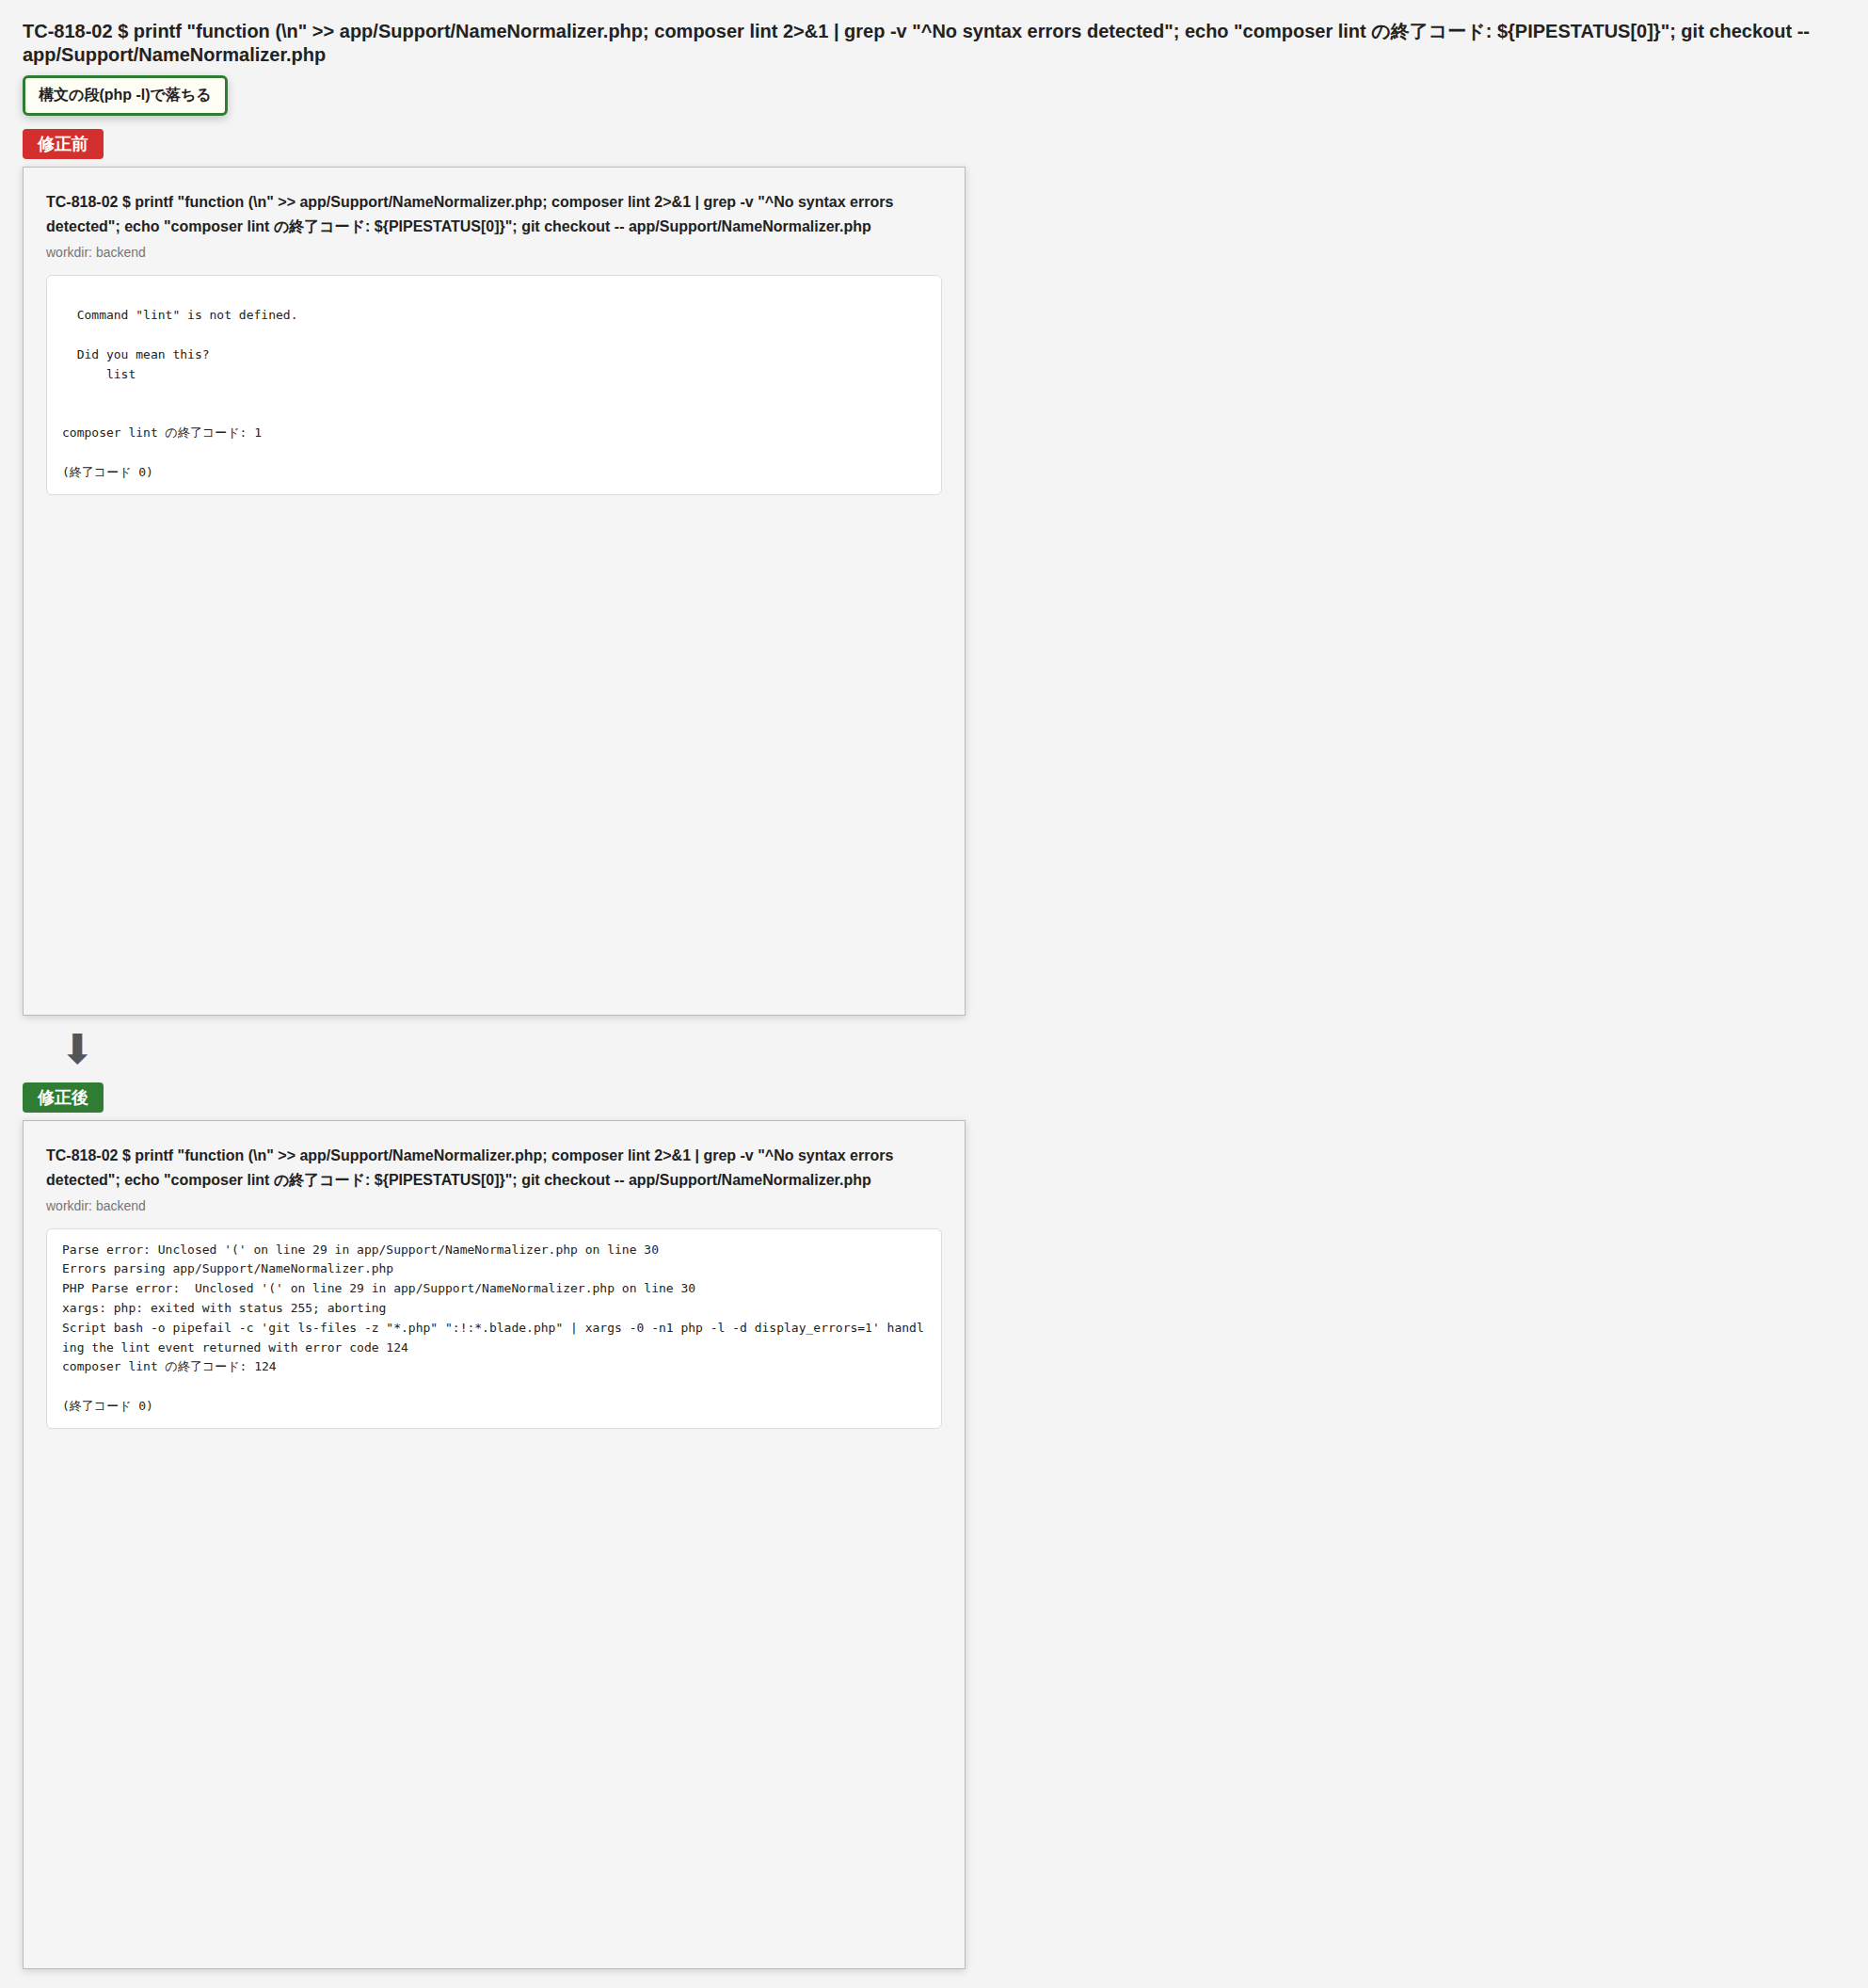 TC-818-02 $ printf "function (\n" >> app/Support/NameNormalizer.php; composer lint 2>&1 | grep -v "^No syntax errors detected"; echo "composer lint の終了コード: ${PIPESTATUS[0]}"; git checkout --
app/Support/NameNormalizer.php
構文の段(php -l)で落ちる
修正前
TC-818-02 $ printf "function (\n" >> app/Support/NameNormalizer.php; composer lint 2>&1 | grep -v "^No syntax errors
detected"; echo "composer lint の終了コード: ${PIPESTATUS[0]}"; git checkout -- app/Support/NameNormalizer.php
workdir: backend
Command "lint" is not defined.
Did you mean this?
list
composer lint の終了コード: 1
(終了コード 0)
⬇
修正後
TC-818-02 $ printf "function (\n" >> app/Support/NameNormalizer.php; composer lint 2>&1 | grep -v "^No syntax errors
detected"; echo "composer lint の終了コード: ${PIPESTATUS[0]}"; git checkout -- app/Support/NameNormalizer.php
workdir: backend
Parse error: Unclosed '(' on line 29 in app/Support/NameNormalizer.php on line 30
Errors parsing app/Support/NameNormalizer.php
PHP Parse error:  Unclosed '(' on line 29 in app/Support/NameNormalizer.php on line 30
xargs: php: exited with status 255; aborting
Script bash -o pipefail -c 'git ls-files -z "*.php" ":!:*.blade.php" | xargs -0 -n1 php -l -d display_errors=1' handl
ing the lint event returned with error code 124
composer lint の終了コード: 124
(終了コード 0)